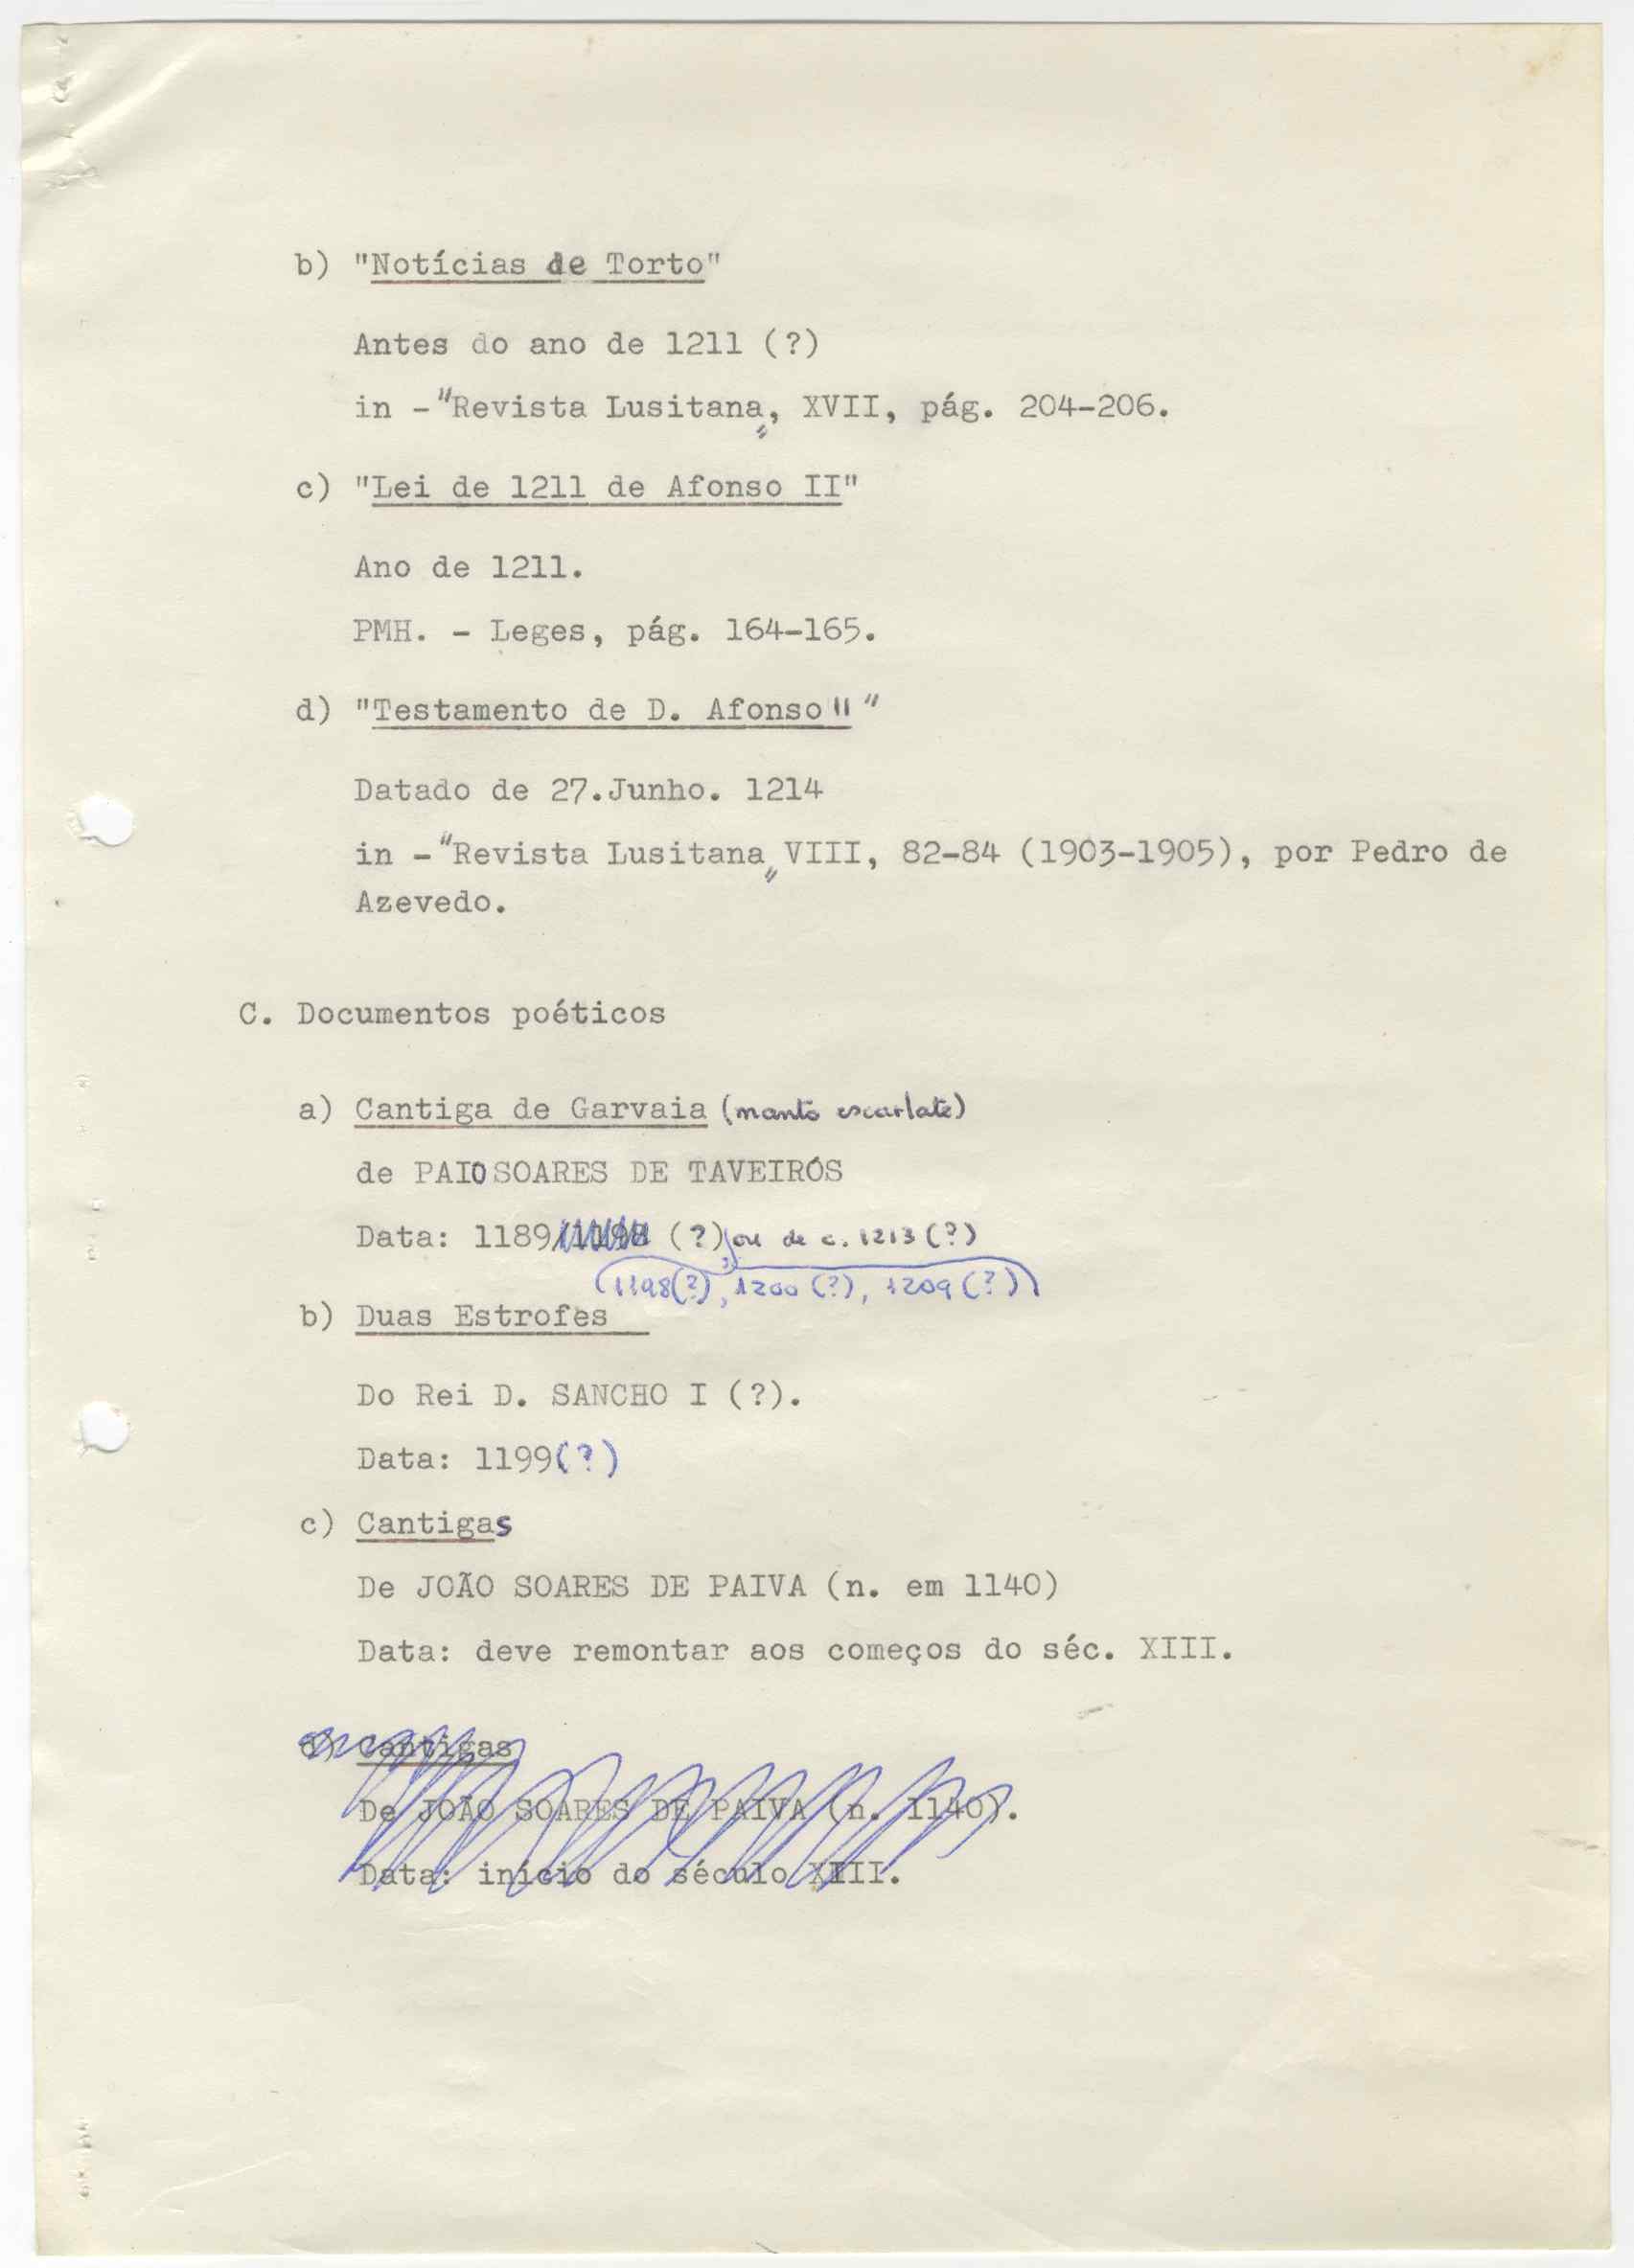 b) "Notícias de Torto"
Antes do ano de 1211 (?)
in - "Revista Lusitana", XVII, pág. 204-206.
c) "Lei de 1211 de Afonso II"
Ano de 1211.
PMH. - Leges, pág. 164-165.
d) "Testamento de D. Afonso II"
Datado de 27.Junho. 1214
in - "Revista Lusitana" VIII, 82-84 (1903-1905), por Pedro de
Azevedo.
C. Documentos poéticos
a) Cantiga de Garvaia (manto escarlate)
de PAIO SOARES DE TAVEIRÓS
Data: 1189/1198 (?), ou de c. 1213 (?)
(1198(?), 1200 (?), 1209 (?))
b) Duas Estrofes
Do Rei D. SANCHO I (?).
Data: 1199(?)
c) Cantigas
De JOÃO SOARES DE PAIVA (n. em 1140)
Data: deve remontar aos começos do séc. XIII.
d) Cantigas
De JOÃO SOARES DE PAIVA (n. 1140).
Data: início do século XIII.